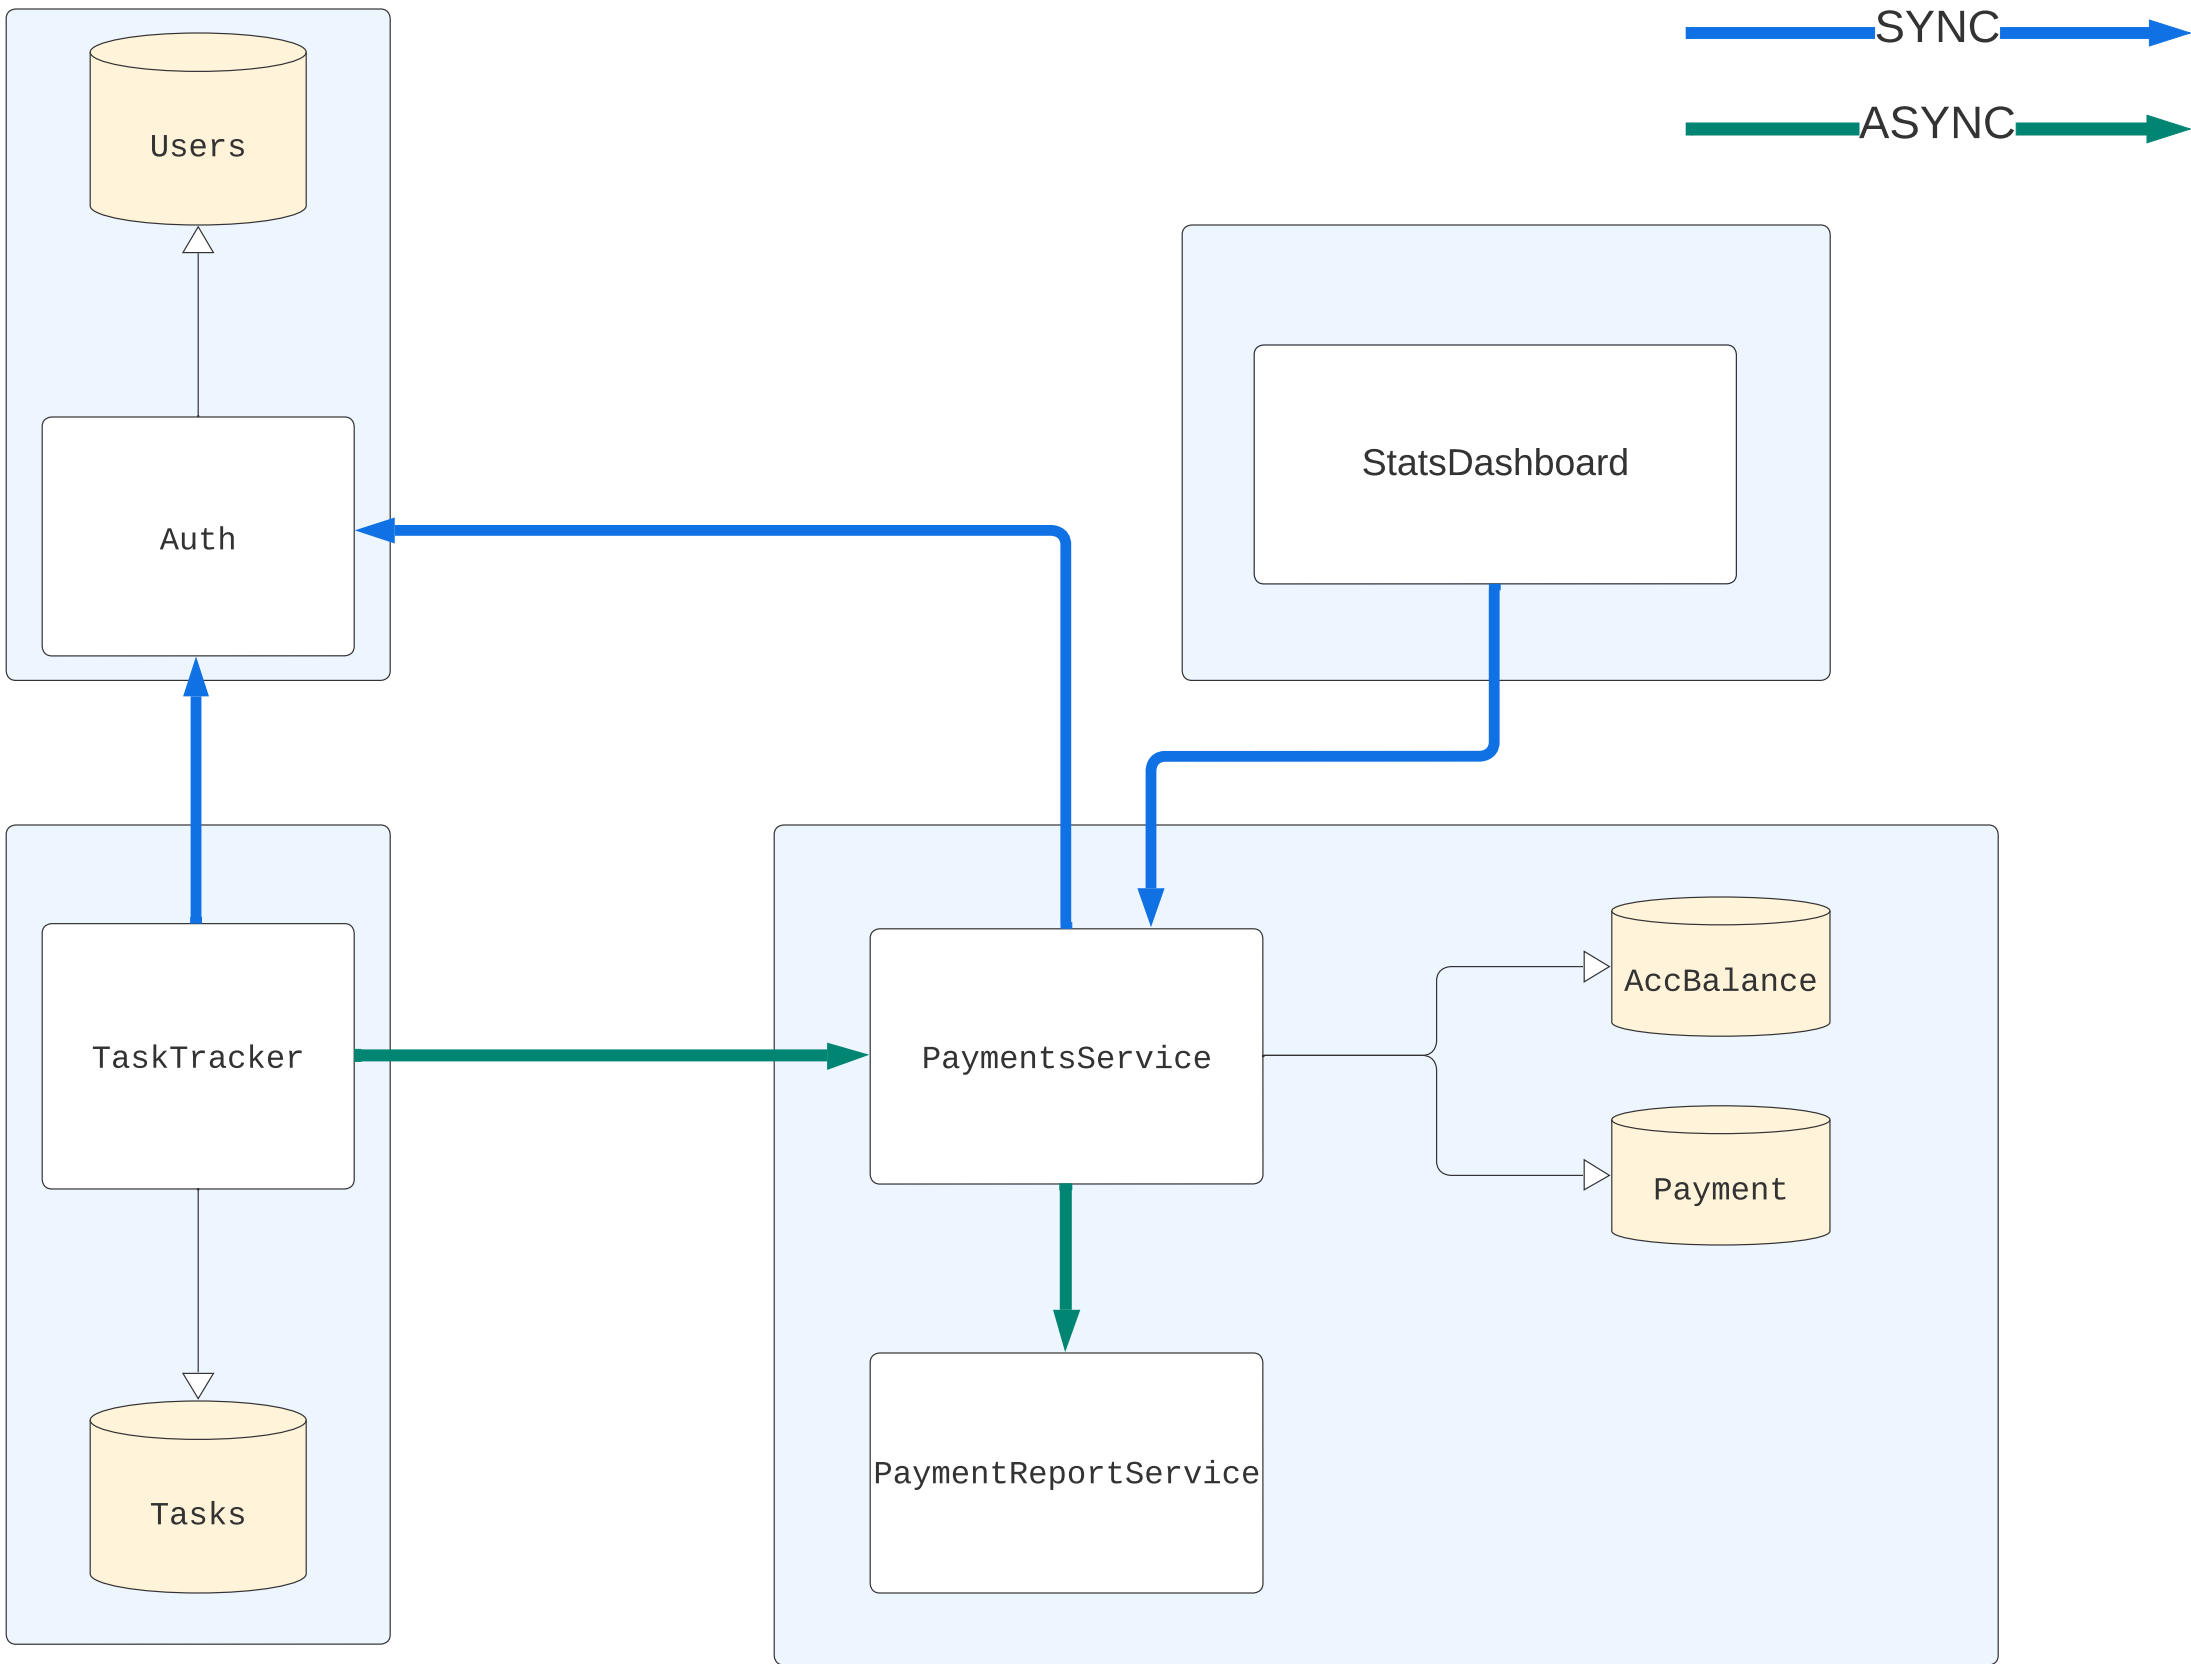 SYNC
ASYNC
Users
StatsDashboard
Auth
AccBalance
TaskTracker
PaymentsService
Payment
PaymentReportService
Tasks